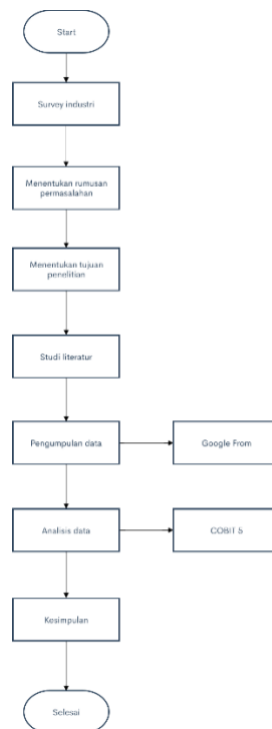 Start
Survey industri
Menentukan rumusan
permasalahan
Menentukan tujuan
penelitian
Studi literatur
Pengumpulan data
Google From
Analisis data
COBIT 5
Kesimpulan
Selesai